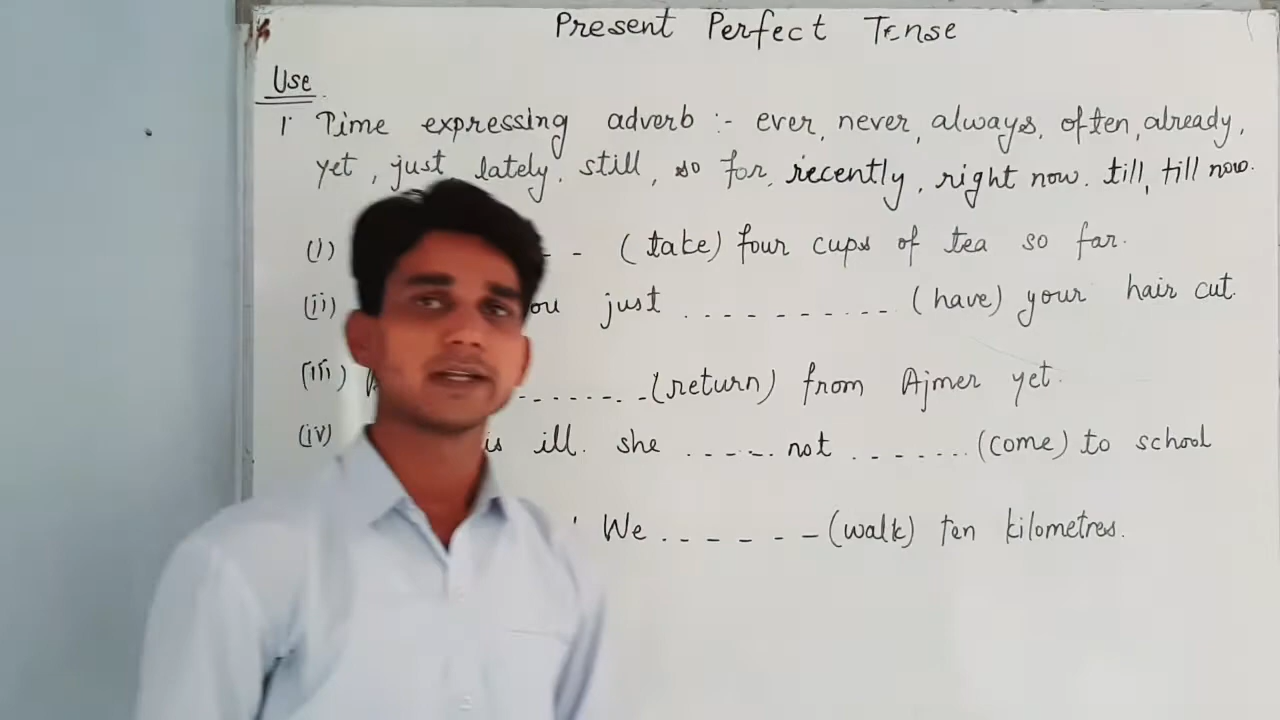 Present Perfect Tense
Use
1 Time expressing adverb :- ever, never, always, often, already,
yet, just, lately, still, so for, recently, right now. till, till now.
(i) - - (take) four cups of tea so far.
(ii) just - - - - - - - - - - (have) your hair cut.
(iii) - - - - - - - - (return) from Ajmer yet.
(iv) is ill. she - - - - - not - - - - - - - (come) to school
We - - - - - - (walk) ten kilometres.